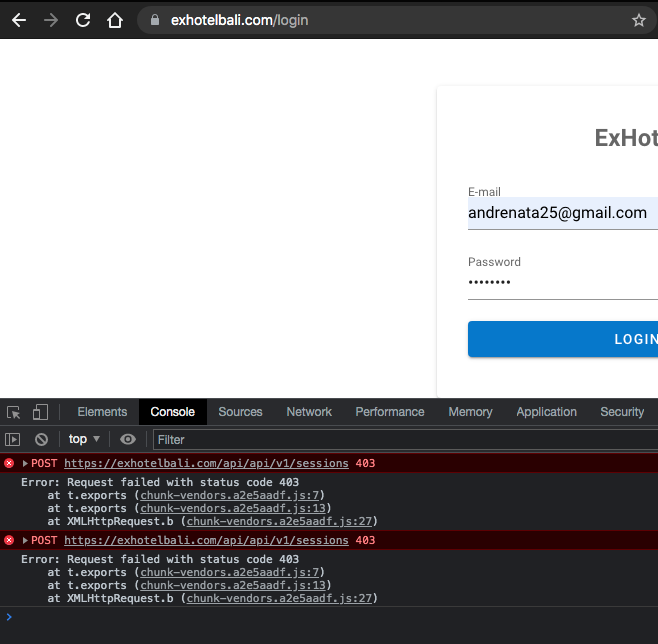 exhotelbali.com/login
ExHot
E-mail
andrenata25@gmail.com
Password
••••••••
LOGIN
Elements Console Sources Network Performance Memory Application Security
top ▼ Filter
POST https://exhotelbali.com/api/api/v1/sessions 403
Error: Request failed with status code 403
at t.exports (chunk-vendors.a2e5aadf.js:7)
at t.exports (chunk-vendors.a2e5aadf.js:13)
at XMLHttpRequest.b (chunk-vendors.a2e5aadf.js:27)
POST https://exhotelbali.com/api/api/v1/sessions 403
Error: Request failed with status code 403
at t.exports (chunk-vendors.a2e5aadf.js:7)
at t.exports (chunk-vendors.a2e5aadf.js:13)
at XMLHttpRequest.b (chunk-vendors.a2e5aadf.js:27)